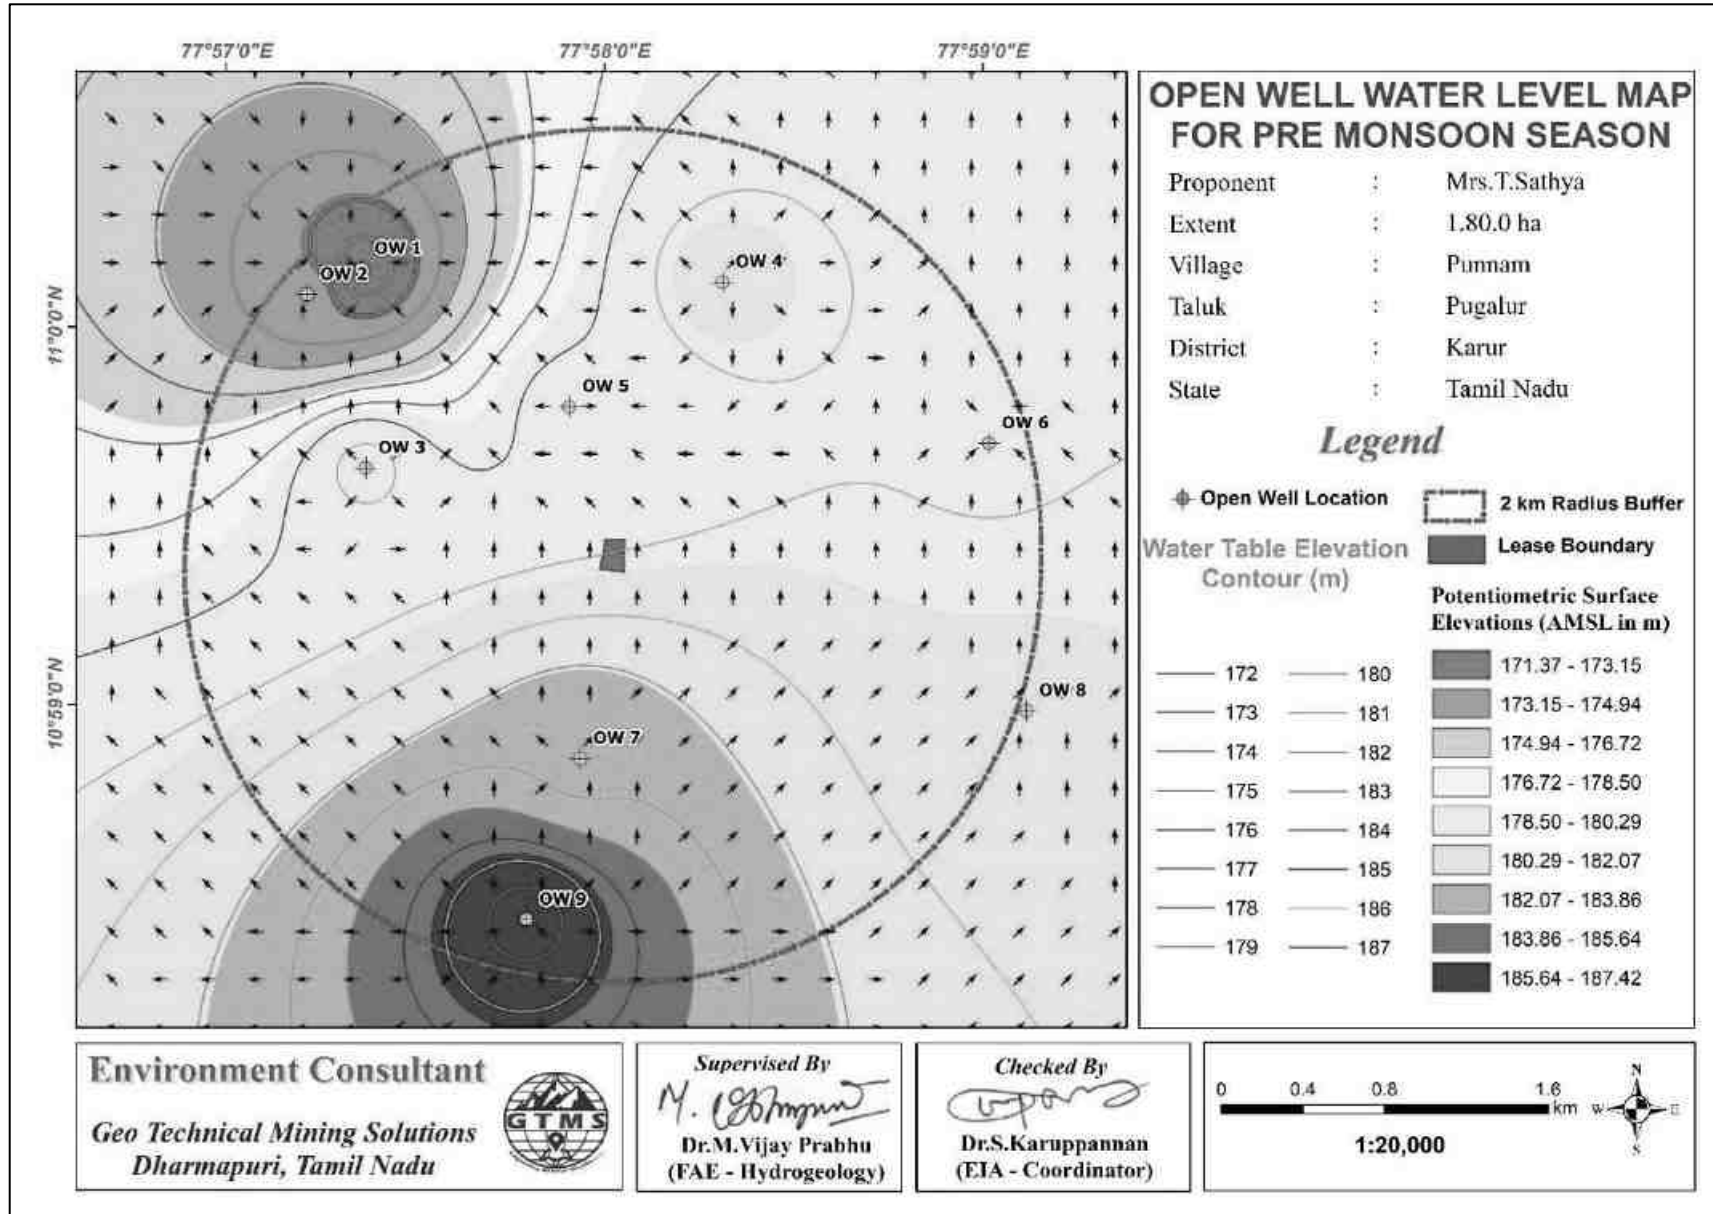 77°57'0"E 77°58'0"E 77°59'0"E
11°0'0"N
10°59'0"N
OW 1
OW 2
OW 4
OW 5
OW 6
OW 3
OW 8
OW 7
OW 9
OPEN WELL WATER LEVEL MAP
FOR PRE MONSOON SEASON
Proponent : Mrs.T.Sathya
Extent : 1.80.0 ha
Village : Punnam
Taluk : Pugalur
District : Karur
State : Tamil Nadu
Legend
Open Well Location
2 km Radius Buffer
Lease Boundary
Water Table Elevation
Contour (m)
172 180
173 181
174 182
175 183
176 184
177 185
178 186
179 187
Potentiometric Surface
Elevations (AMSL in m)
171.37 - 173.15
173.15 - 174.94
174.94 - 176.72
176.72 - 178.50
178.50 - 180.29
180.29 - 182.07
182.07 - 183.86
183.86 - 185.64
185.64 - 187.42
Environment Consultant
Geo Technical Mining Solutions
Dharmapuri, Tamil Nadu
GTMS
Supervised By
Dr.M.Vijay Prabhu
(FAE - Hydrogeology)
Checked By
Dr.S.Karuppannan
(EIA - Coordinator)
0 0.4 0.8 1.6
km
1:20,000
N
W E
S